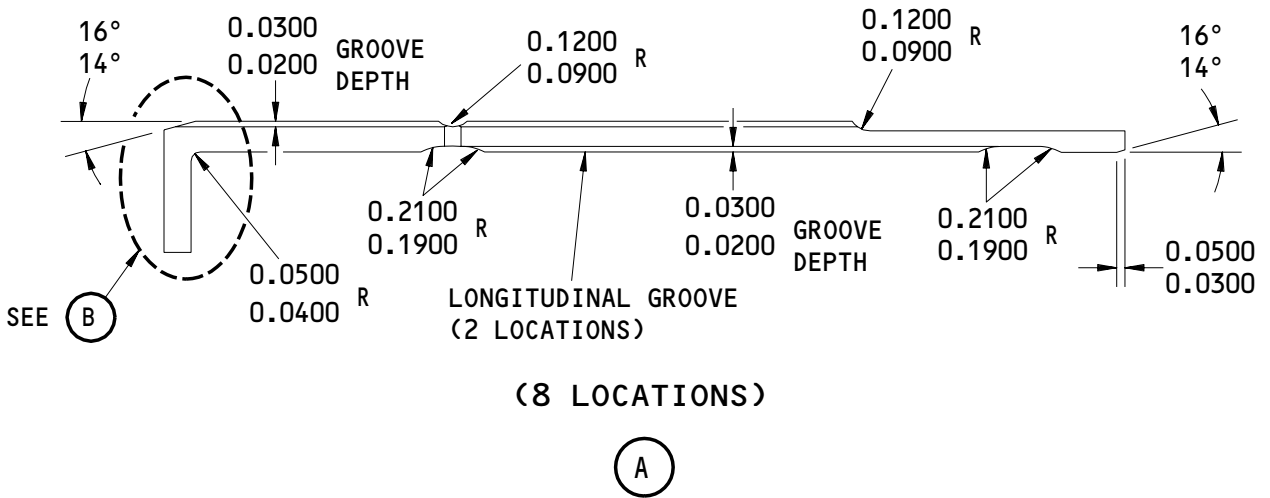 16°
14°
0.0300
0.0200
GROOVE
DEPTH
0.1200
0.0900
R
0.1200
0.0900
R
16°
14°
0.2100
0.1900
R
0.0300
0.0200
GROOVE
DEPTH
0.2100
0.1900
R
0.0500
0.0300
0.0500
0.0400
R
LONGITUDINAL GROOVE
(2 LOCATIONS)
SEE B
(8 LOCATIONS)
A